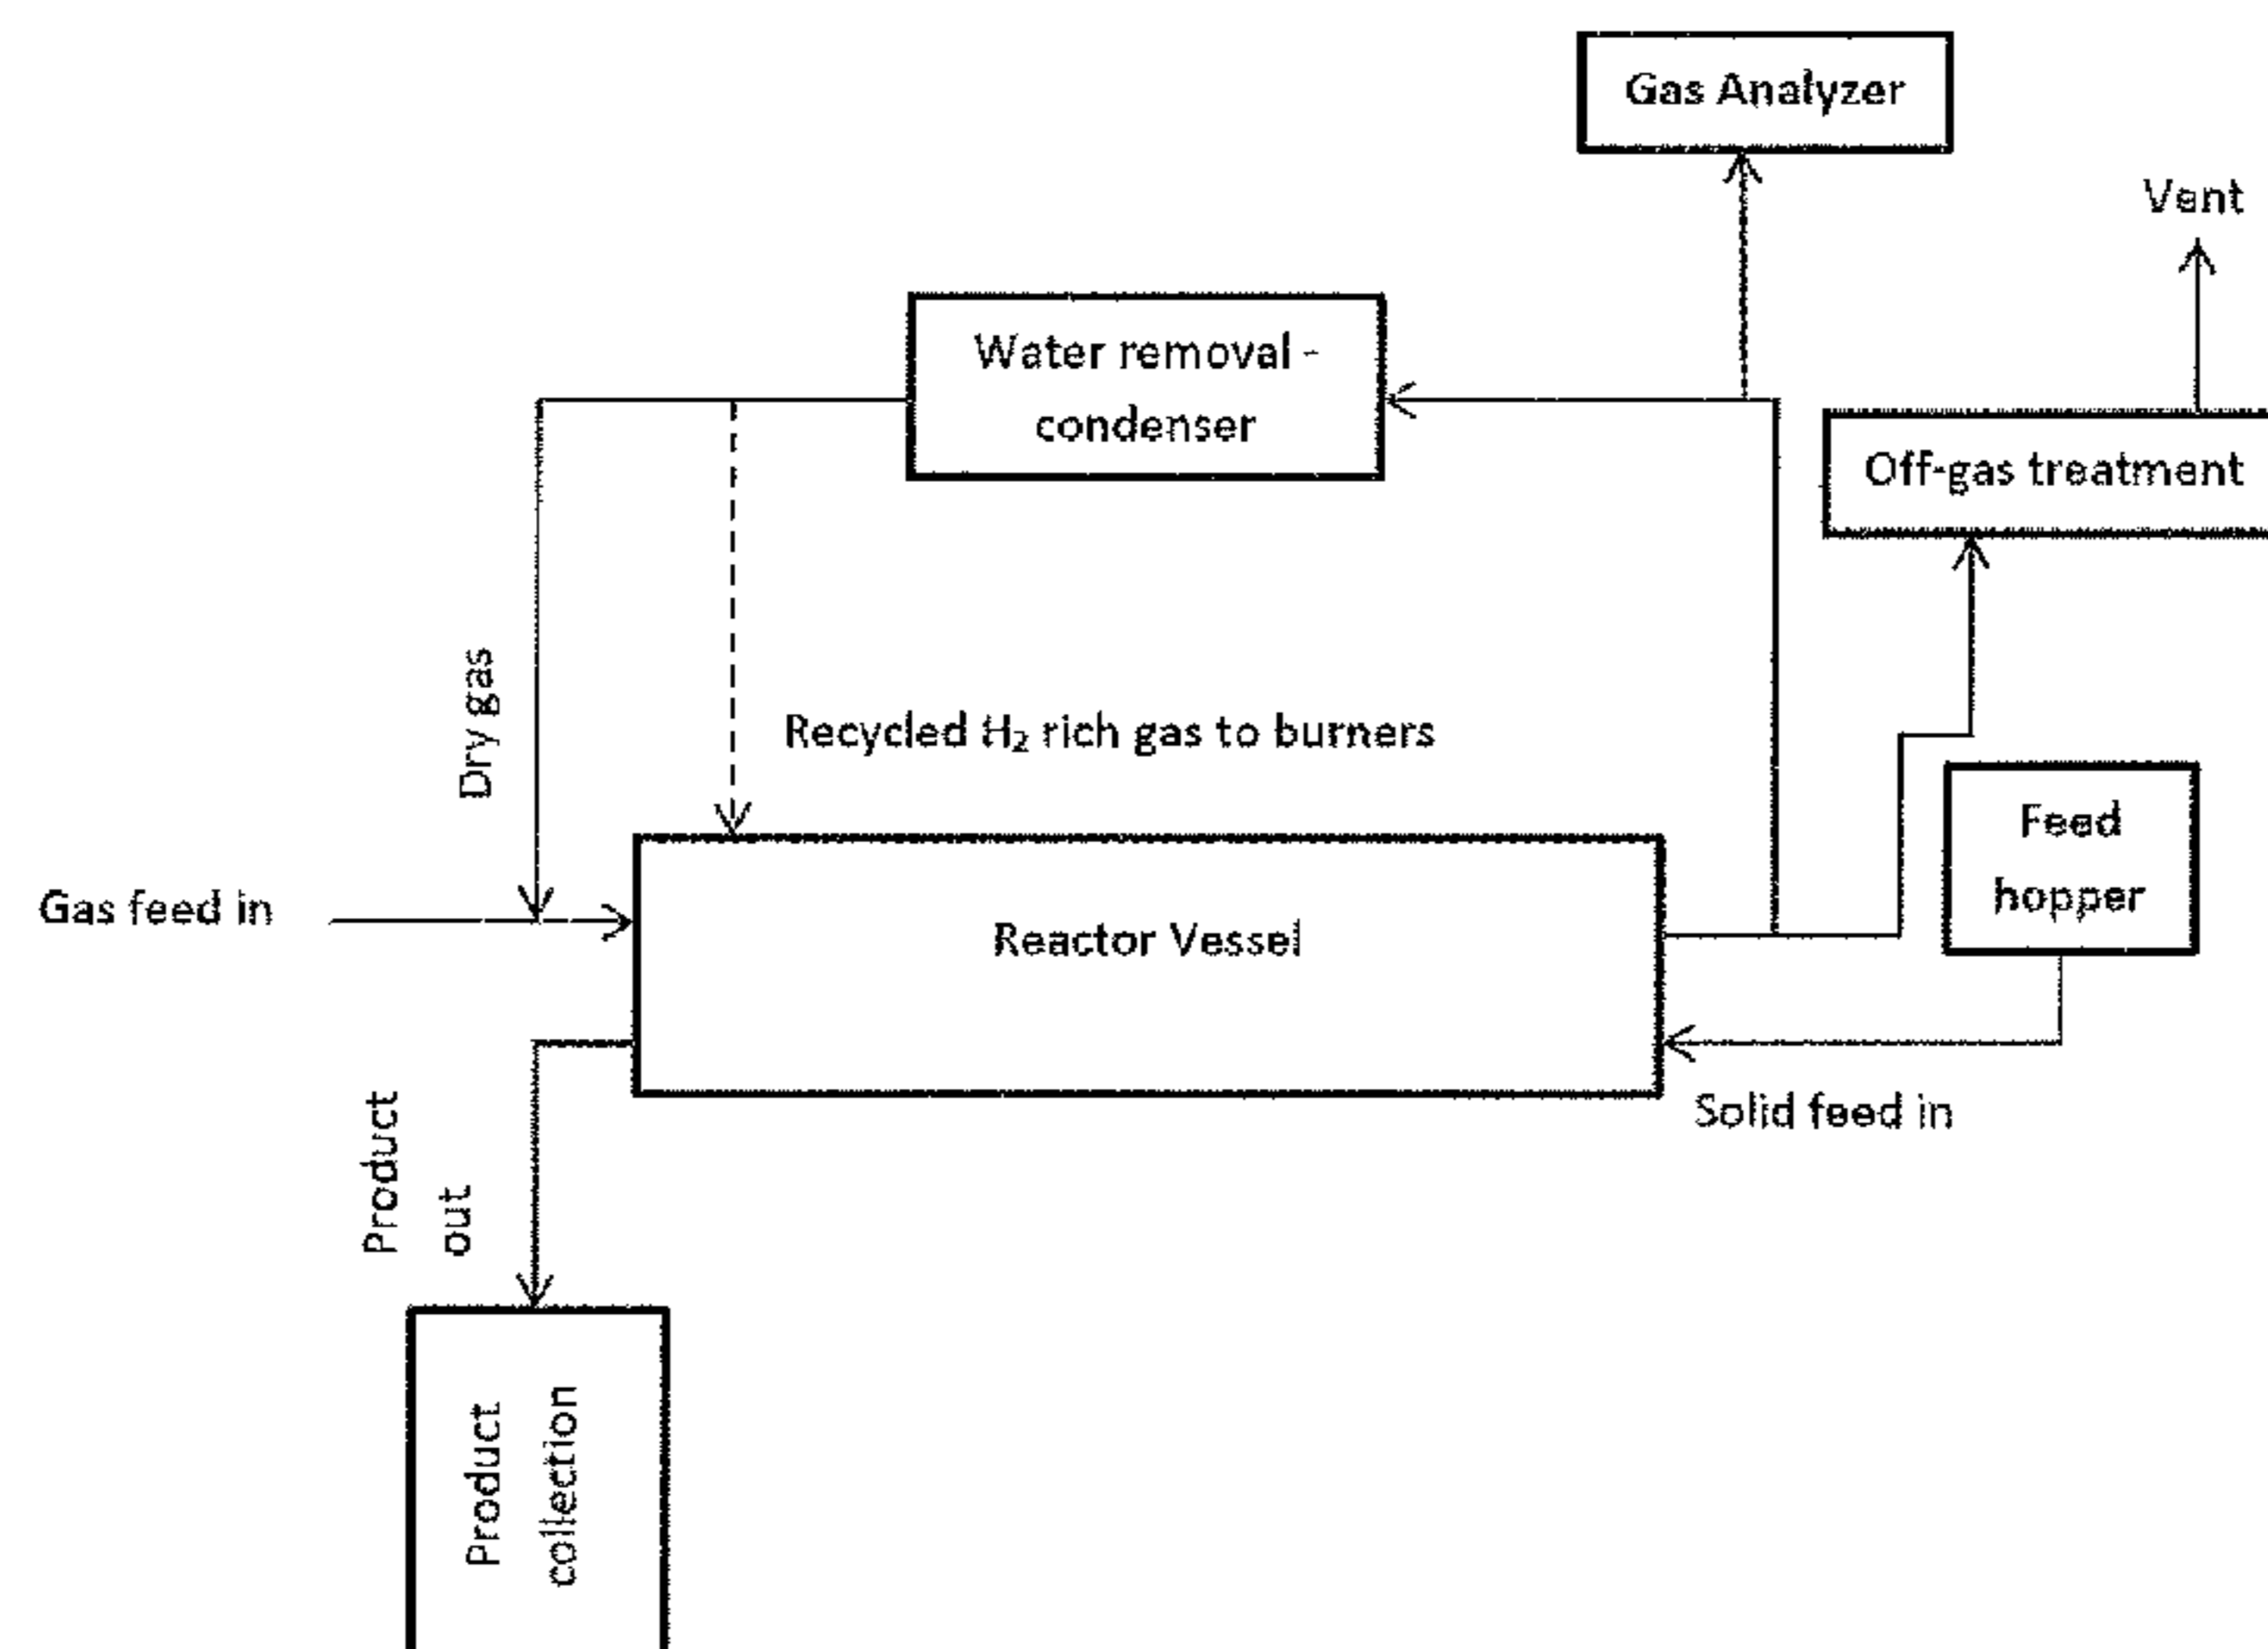 Gas Analyzer
Vent
Water removal -
condenser
Off-gas treatment
Dry gas
Recycled H₂ rich gas to burners
Feed
hopper
Gas feed in
Reactor Vessel
Solid feed in
Product
out
Product
collection